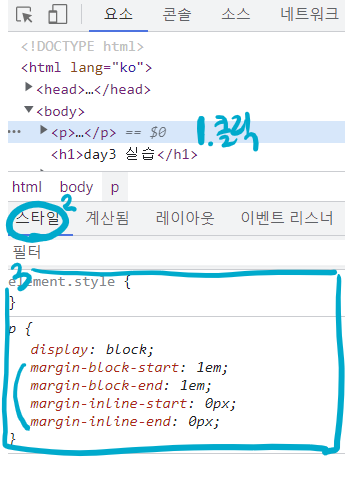 요소 콘솔 소스 네트워크
<!DOCTYPE html>
<html lang="ko">
<head>…</head>
<body>
<p>…</p> == $0
1.클릭
<h1>day3 실습</h1>
html body p
스타일 2 계산됨 레이아웃 이벤트 리스너
필터
3
element.style {
}
p {
display: block;
margin-block-start: 1em;
margin-block-end: 1em;
margin-inline-start: 0px;
margin-inline-end: 0px;
}